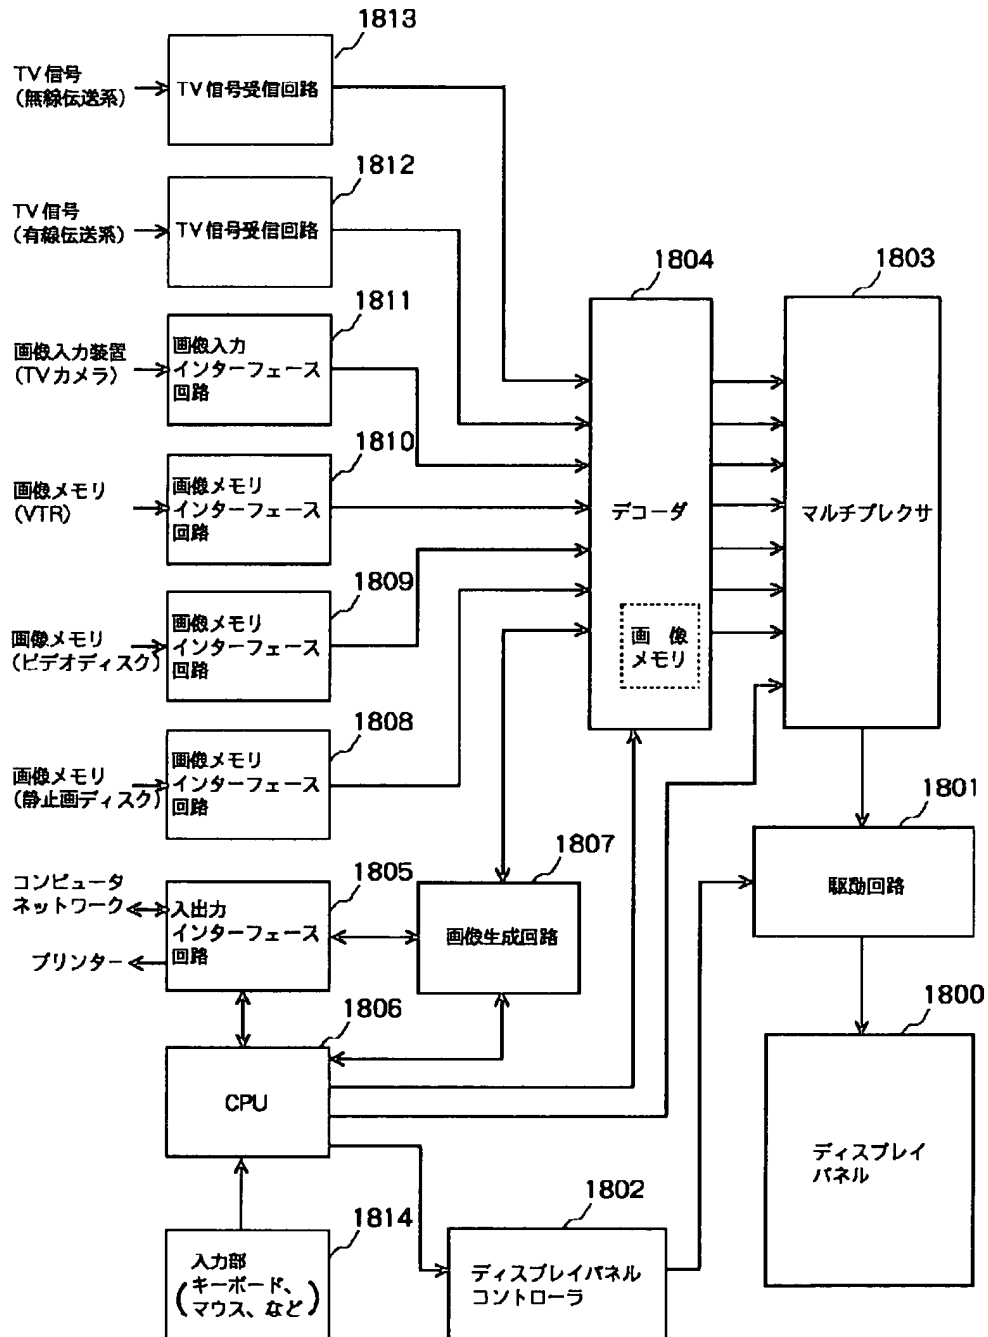 1813
TV信号
(無線伝送系)
TV信号受信回路
1812
TV信号
(有線伝送系)
TV信号受信回路
1811
画像入力装置
(TVカメラ)
画像入力
インターフェース
回路
1810
画像メモリ
(VTR)
画像メモリ
インターフェース
回路
1809
画像メモリ
(ビデオディスク)
画像メモリ
インターフェース
回路
1808
画像メモリ
(静止画ディスク)
画像メモリ
インターフェース
回路
1804
デコーダ
画 像
メモリ
1803
マルチプレクサ
1805
コンピュータ
ネットワーク
プリンター
入出力
インターフェース
回路
1807
画像生成回路
1801
駆動回路
1806
CPU
1800
ディスプレイ
パネル
1814
入力部
(キーボード、
マウス、など)
1802
ディスプレイパネル
コントローラ